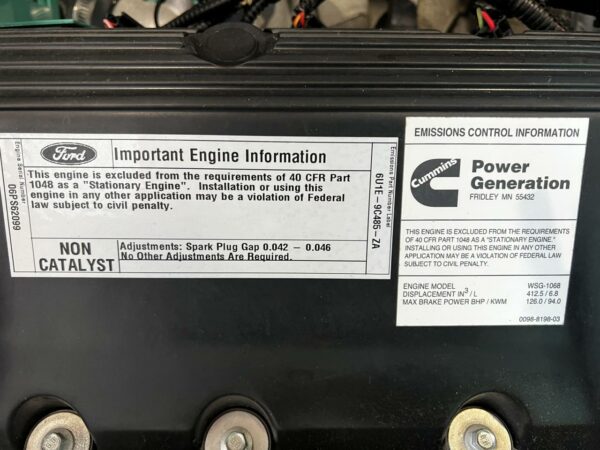 Ford
Important Engine Information
This engine is excluded from the requirements of 40 CFR Part
1048 as a "Stationary Engine". Installation or using this
engine in any other application may be a violation of Federal
law subject to civil penalty.
NON
CATALYST
Adjustments: Spark Plug Gap 0.042 – 0.046
No Other Adjustments Are Required.
Engine Serial Number
06PS62099
Emissions Part Number Label
6U1E-9C485-ZA
EMISSIONS CONTROL INFORMATION
Cummins
Power
Generation
FRIDLEY MN 55432
THIS ENGINE IS EXCLUDED FROM THE REQUIREMENTS
OF 40 CFR PART 1048 AS A "STATIONARY ENGINE."
INSTALLATION OR USING THIS ENGINE IN ANY OTHER
APPLICATION MAY BE A VIOLATION OF FEDERAL LAW
SUBJECT TO CIVIL PENALTY.
ENGINE MODEL WSG-1068
DISPLACEMENT IN³ / L 412.5 / 6.8
MAX BRAKE POWER BHP / KWM 126.0 / 94.0
0098-8198-03